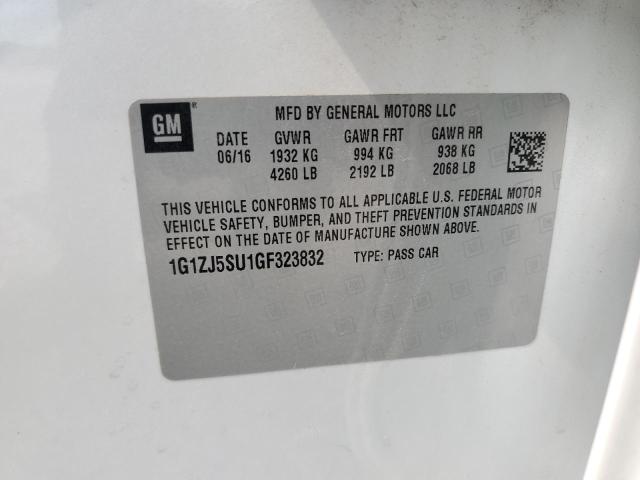 GM
MFD BY GENERAL MOTORS LLC
DATE GVWR GAWR FRT GAWR RR
06/16 1932 KG 994 KG 938 KG
4260 LB 2192 LB 2068 LB
THIS VEHICLE CONFORMS TO ALL APPLICABLE U.S. FEDERAL MOTOR
VEHICLE SAFETY, BUMPER, AND THEFT PREVENTION STANDARDS IN
EFFECT ON THE DATE OF MANUFACTURE SHOWN ABOVE.
1G1ZJ5SU1GF323832 TYPE: PASS CAR